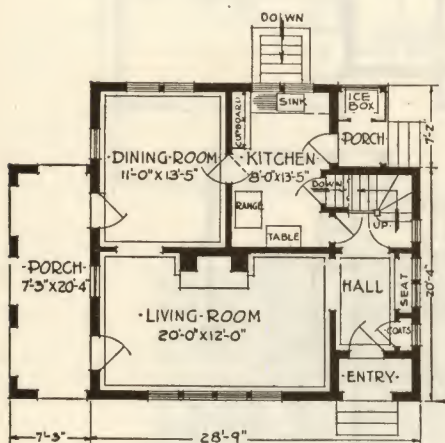 DOWN
ICE
BOX
SINK
CUPBOARD
PORCH
7'-2"
·DINING·ROOM·
11'-0"X13'-5"
·KITCHEN·
8'-0"X13'-5"
DOWN
RANGE
UP
TABLE
·PORCH·
7'-3"X20'-4"
HALL
SEAT
20'-4"
·LIVING·ROOM
20'-0"X12'-0"
COATS
·ENTRY·
7'-3"
28'-9"